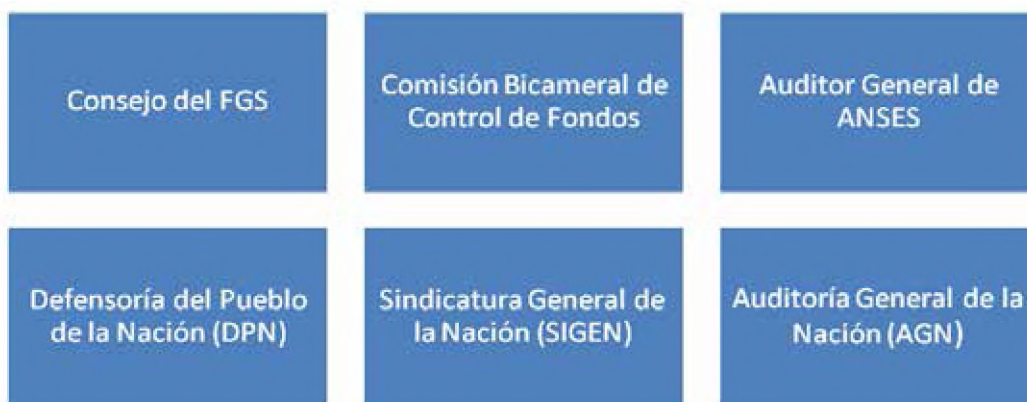 Consejo del FGS
Comisión Bicameral de
Control de Fondos
Auditor General de
ANSES
Defensoría del Pueblo
de la Nación (DPN)
Sindicatura General de
la Nación (SIGEN)
Auditoría General de la
Nación (AGN)